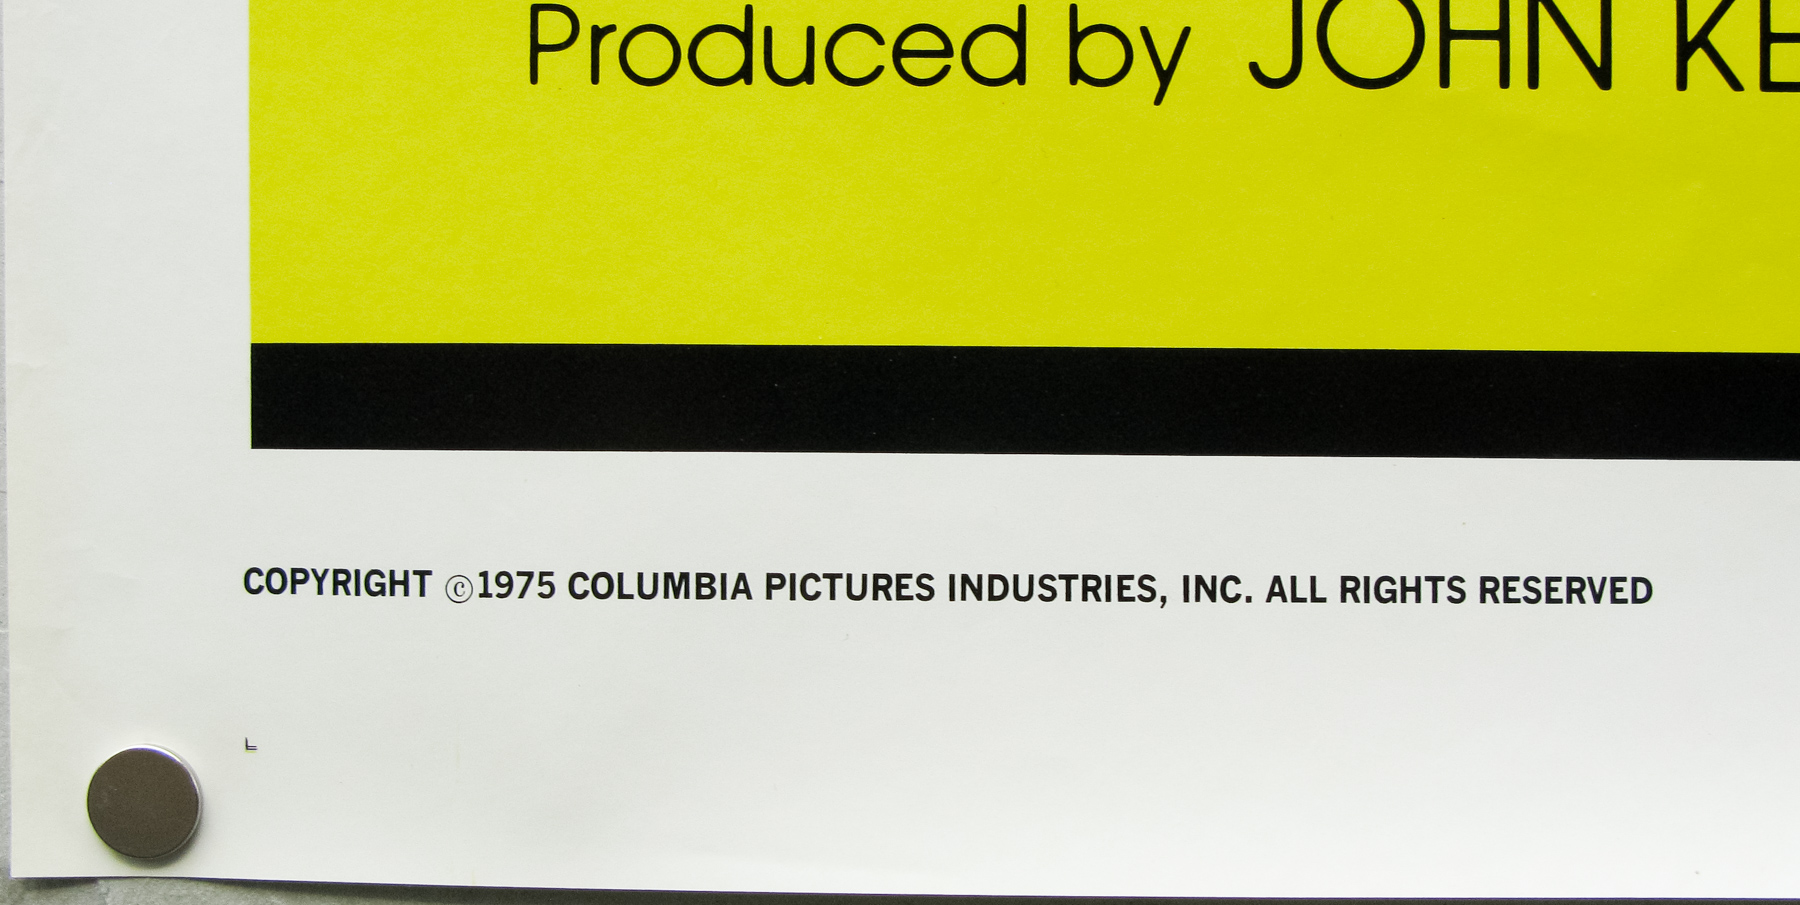 Produced by JOHN KE
COPYRIGHT ©1975 COLUMBIA PICTURES INDUSTRIES, INC. ALL RIGHTS RESERVED